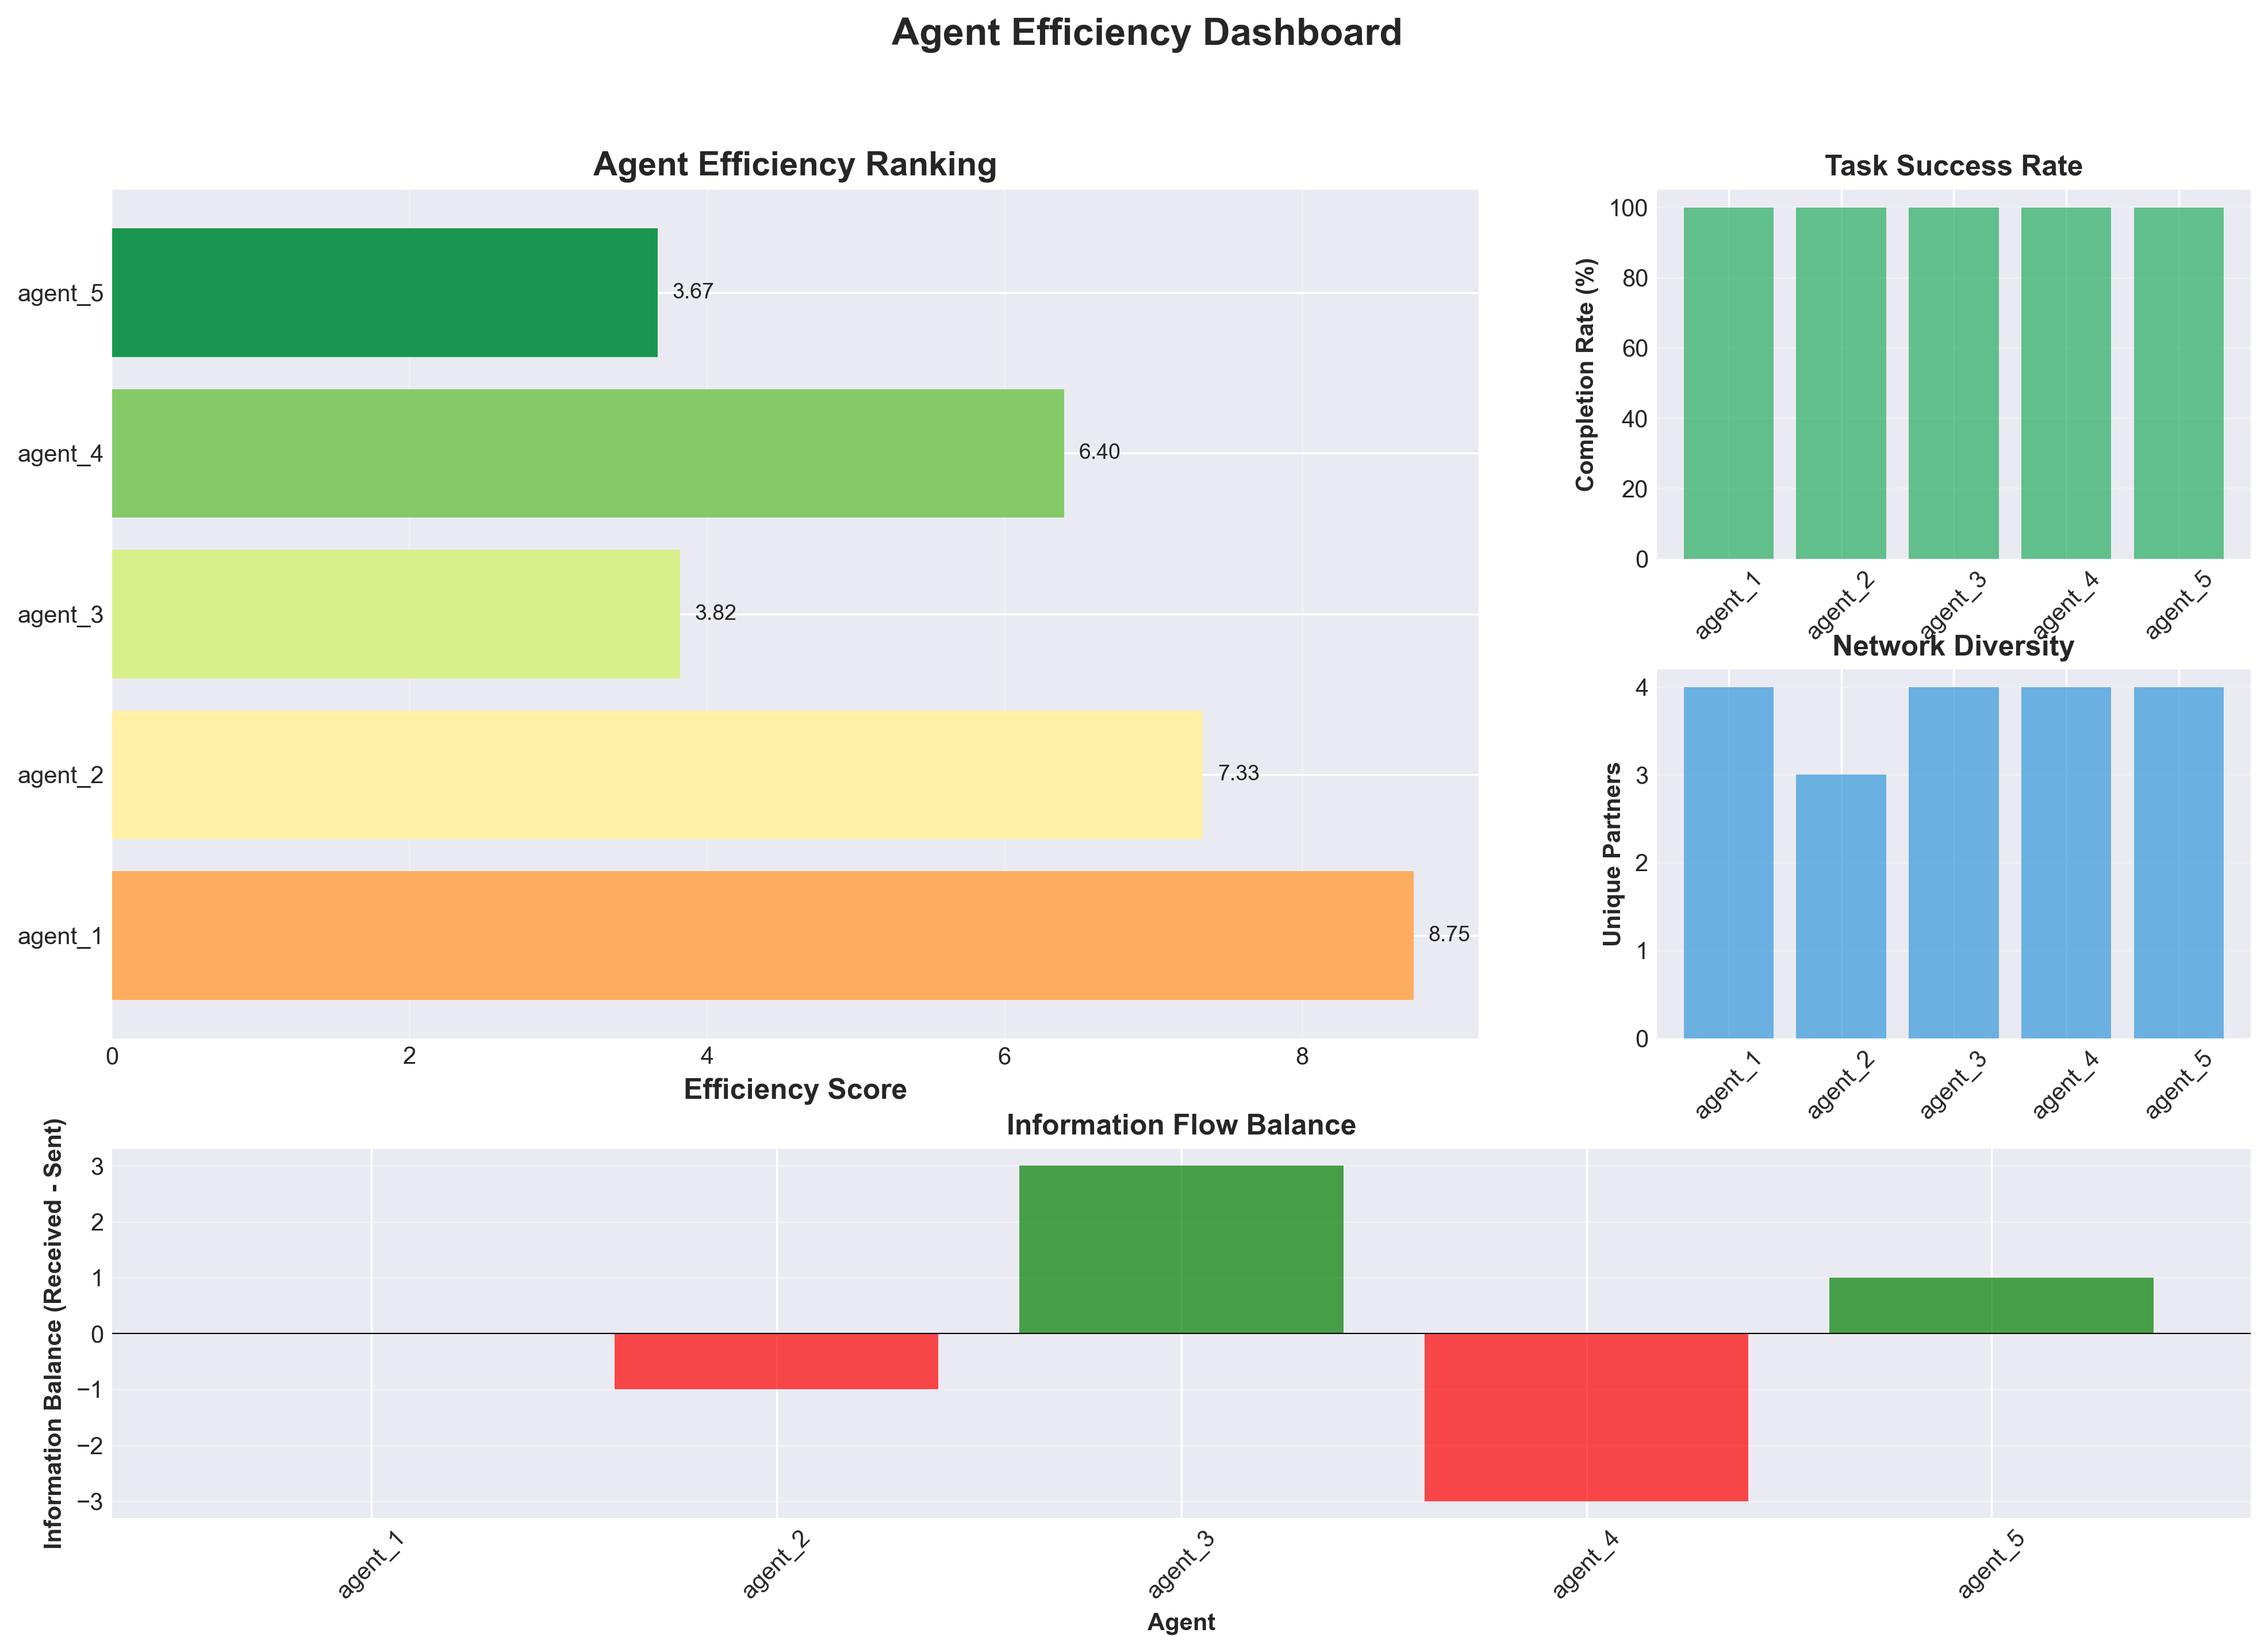 Agent Efficiency Dashboard
Agent Efficiency Ranking
agent_5
3.67
agent_4
6.40
agent_3
3.82
agent_2
7.33
agent_1
8.75
0 2 4 6 8
Efficiency Score
Task Success Rate
Completion Rate (%)
100
80
60
40
20
0
agent_1 agent_2 agent_3 agent_4 agent_5
Network Diversity
Unique Partners
4
3
2
1
0
agent_1 agent_2 agent_3 agent_4 agent_5
Information Flow Balance
Information Balance (Received - Sent)
3
2
1
0
−1
−2
−3
agent_1 agent_2 agent_3 agent_4 agent_5
Agent